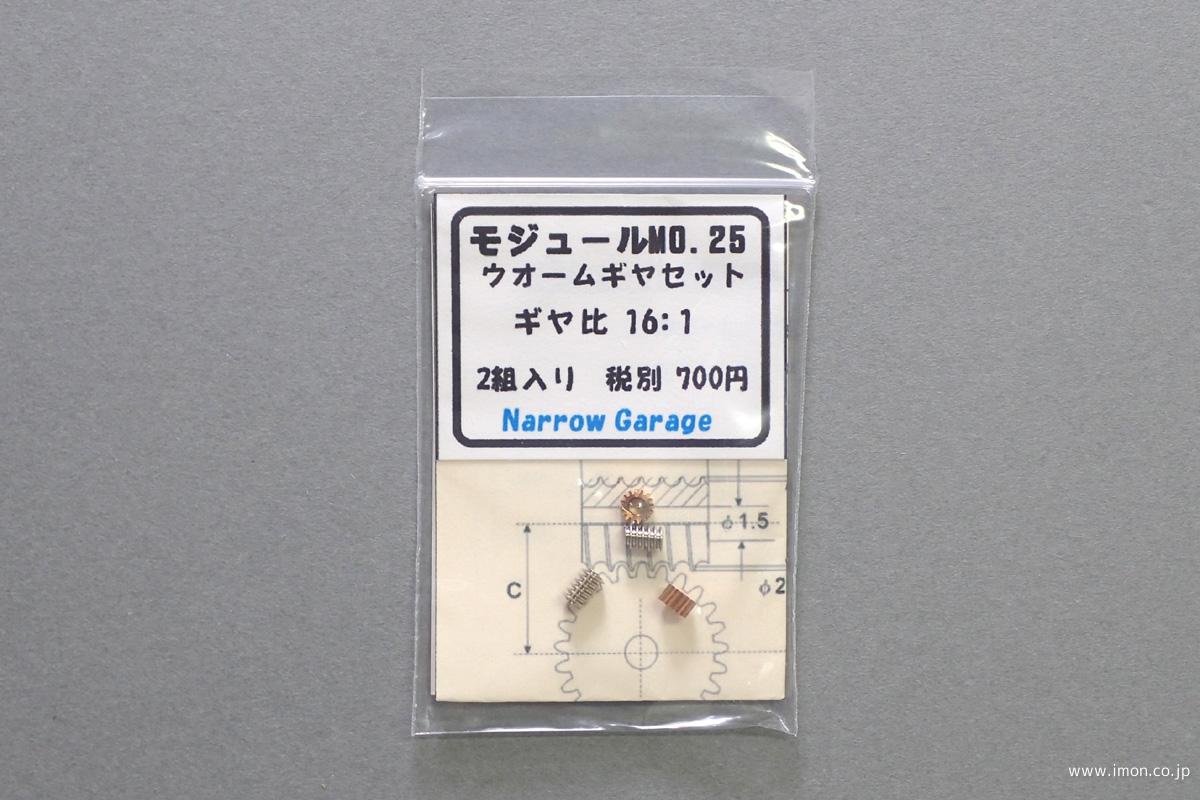 モジュールM0.25
ウオームギヤセット
ギヤ比 16:1
2組入り 税別 700円
Narrow Garage
φ1.5
C
φ2
www.imon.co.jp